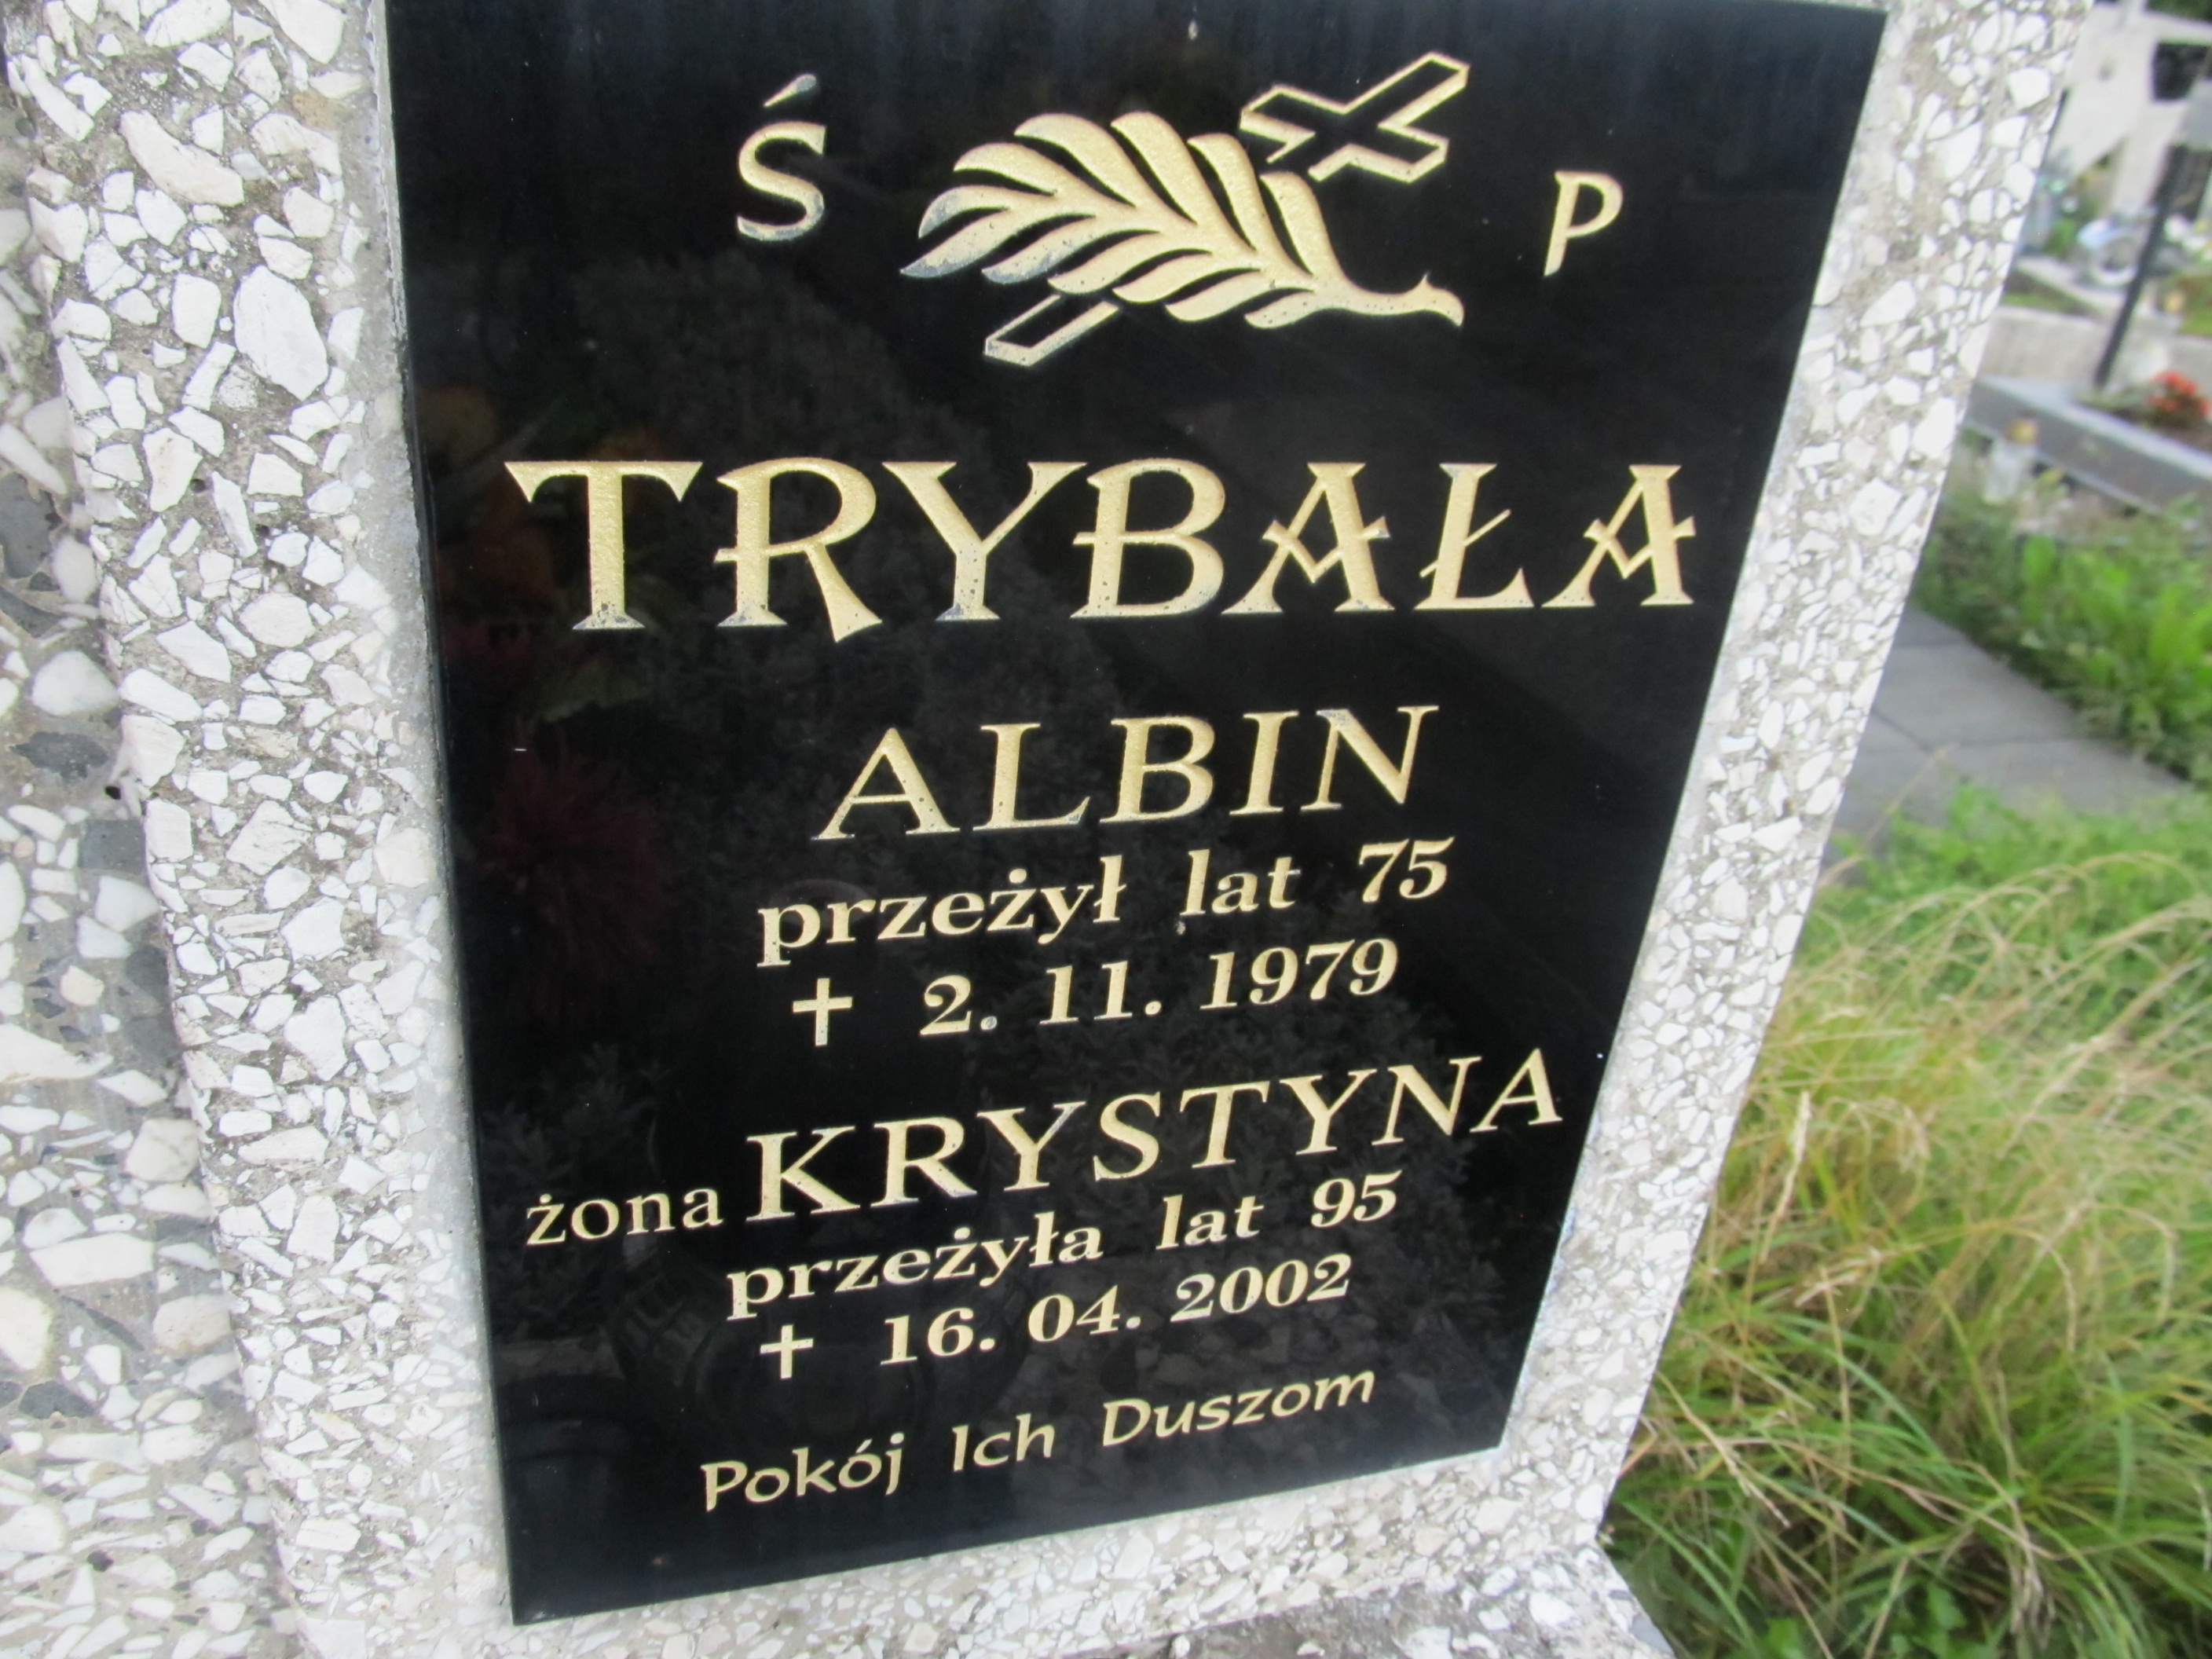 Ś P
TRYBAŁA
ALBIN
przeżył lat 75
✝ 2. 11. 1979
żona KRYSTYNA
przeżyła lat 95
✝ 16. 04. 2002
Pokój Ich Duszom